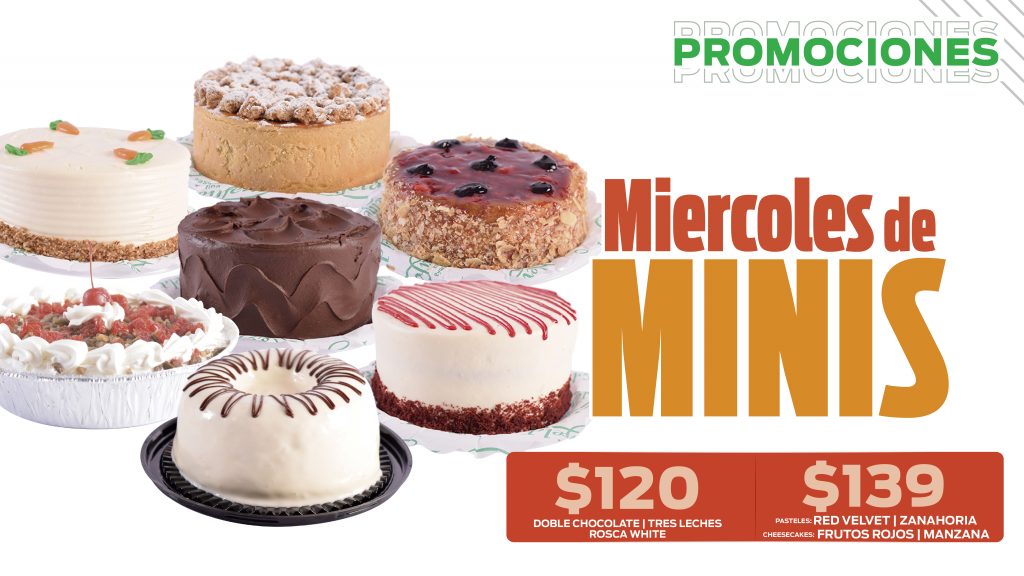 PROMOCIONES
PROMOCIONES
PROMOCIONES
Miercoles de
MINIS
$120
DOBLE CHOCOLATE | TRES LECHES
ROSCA WHITE
$139
PASTELES: RED VELVET | ZANAHORIA
CHEESECAKES: FRUTOS ROJOS | MANZANA